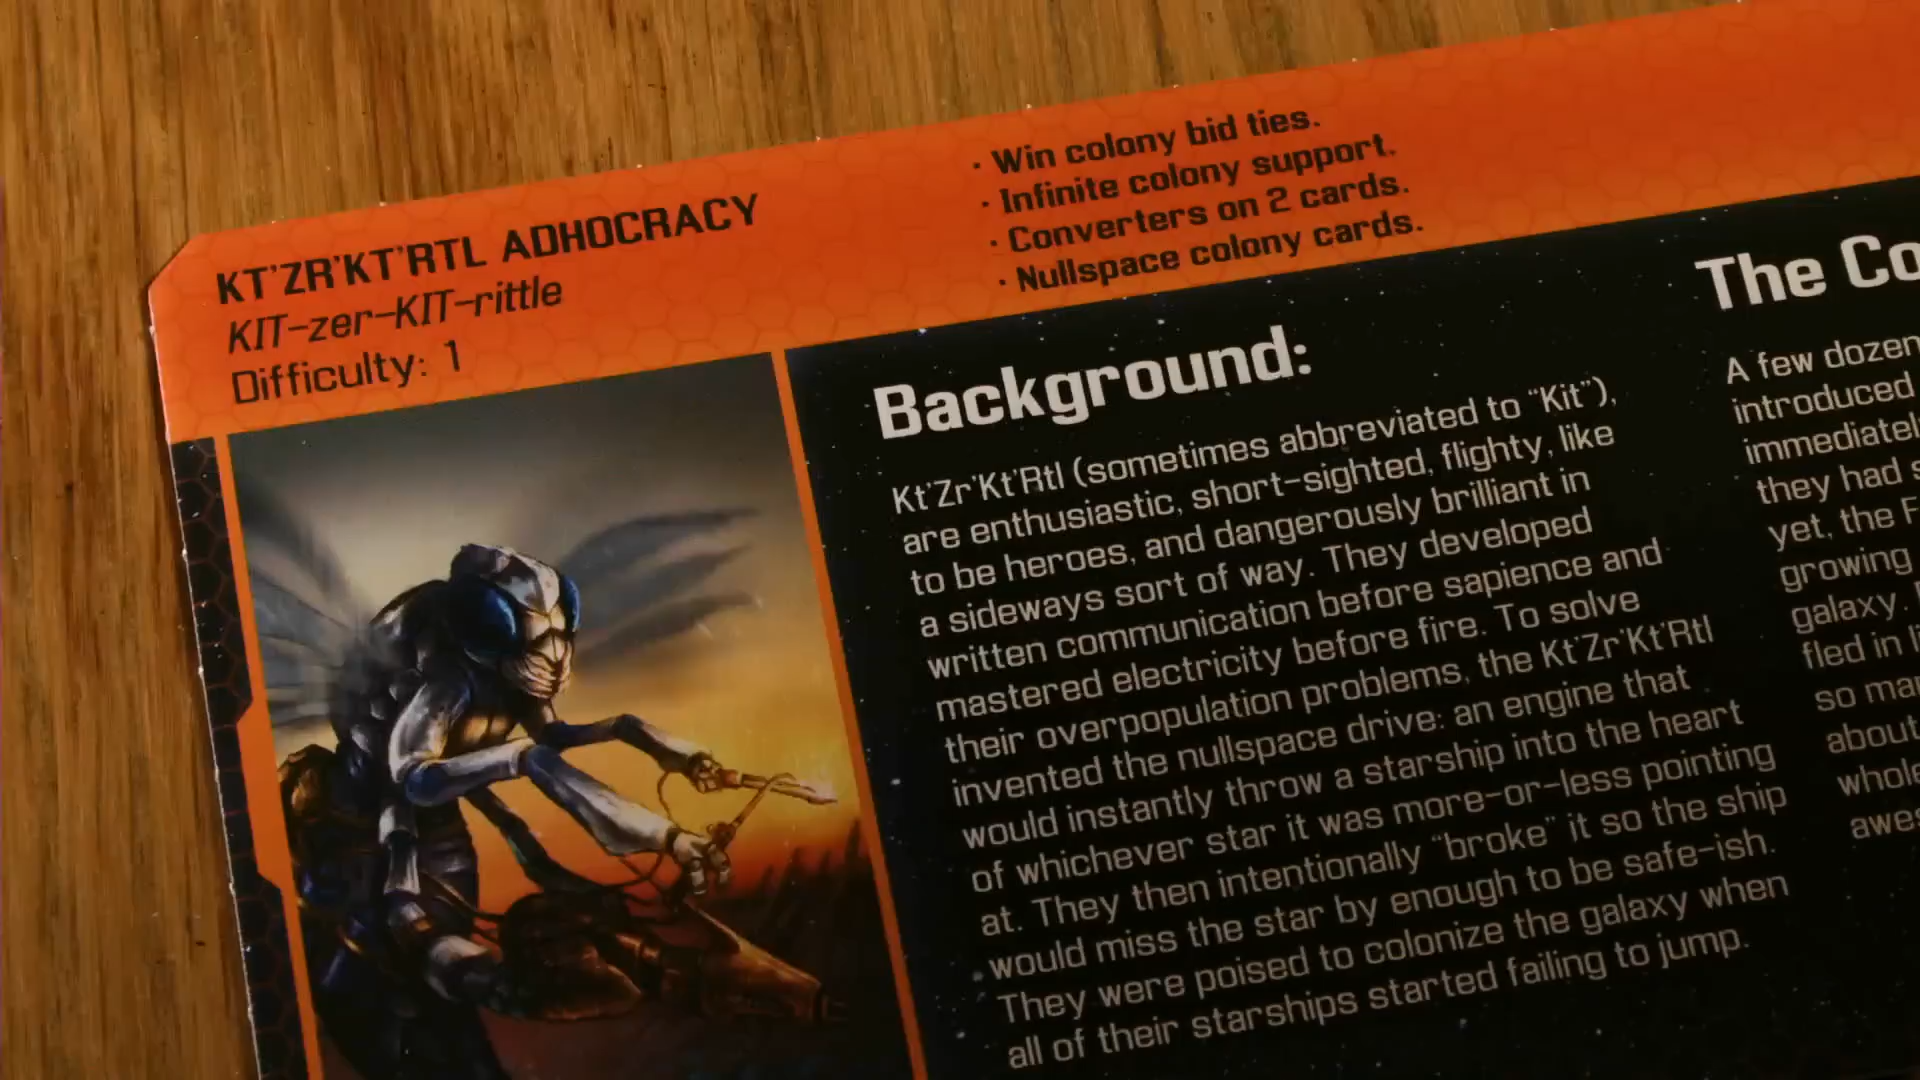 KT'ZR'KT'RTL ADHOCRACY
KIT-zer-KIT-rittle
Difficulty: 1
· Win colony bid ties.
· Infinite colony support.
· Converters on 2 cards.
· Nullspace colony cards.
Background:
Kt'Zr'Kt'Rtl (sometimes abbreviated to “Kit”),
are enthusiastic, short-sighted, flighty, like
to be heroes, and dangerously brilliant in
a sideways sort of way. They developed
written communication before sapience and
mastered electricity before fire. To solve
their overpopulation problems, the Kt'Zr'Kt'Rtl
invented the nullspace drive: an engine that
would instantly throw a starship into the heart
of whichever star it was more-or-less pointing
at. They then intentionally “broke” it so the ship
would miss the star by enough to be safe-ish.
They were poised to colonize the galaxy when
all of their starships started failing to jump.
The Co
A few dozen
introduced
immediatel
they had s
yet, the F
growing
galaxy.
fled in li
so man
about
whole
awes